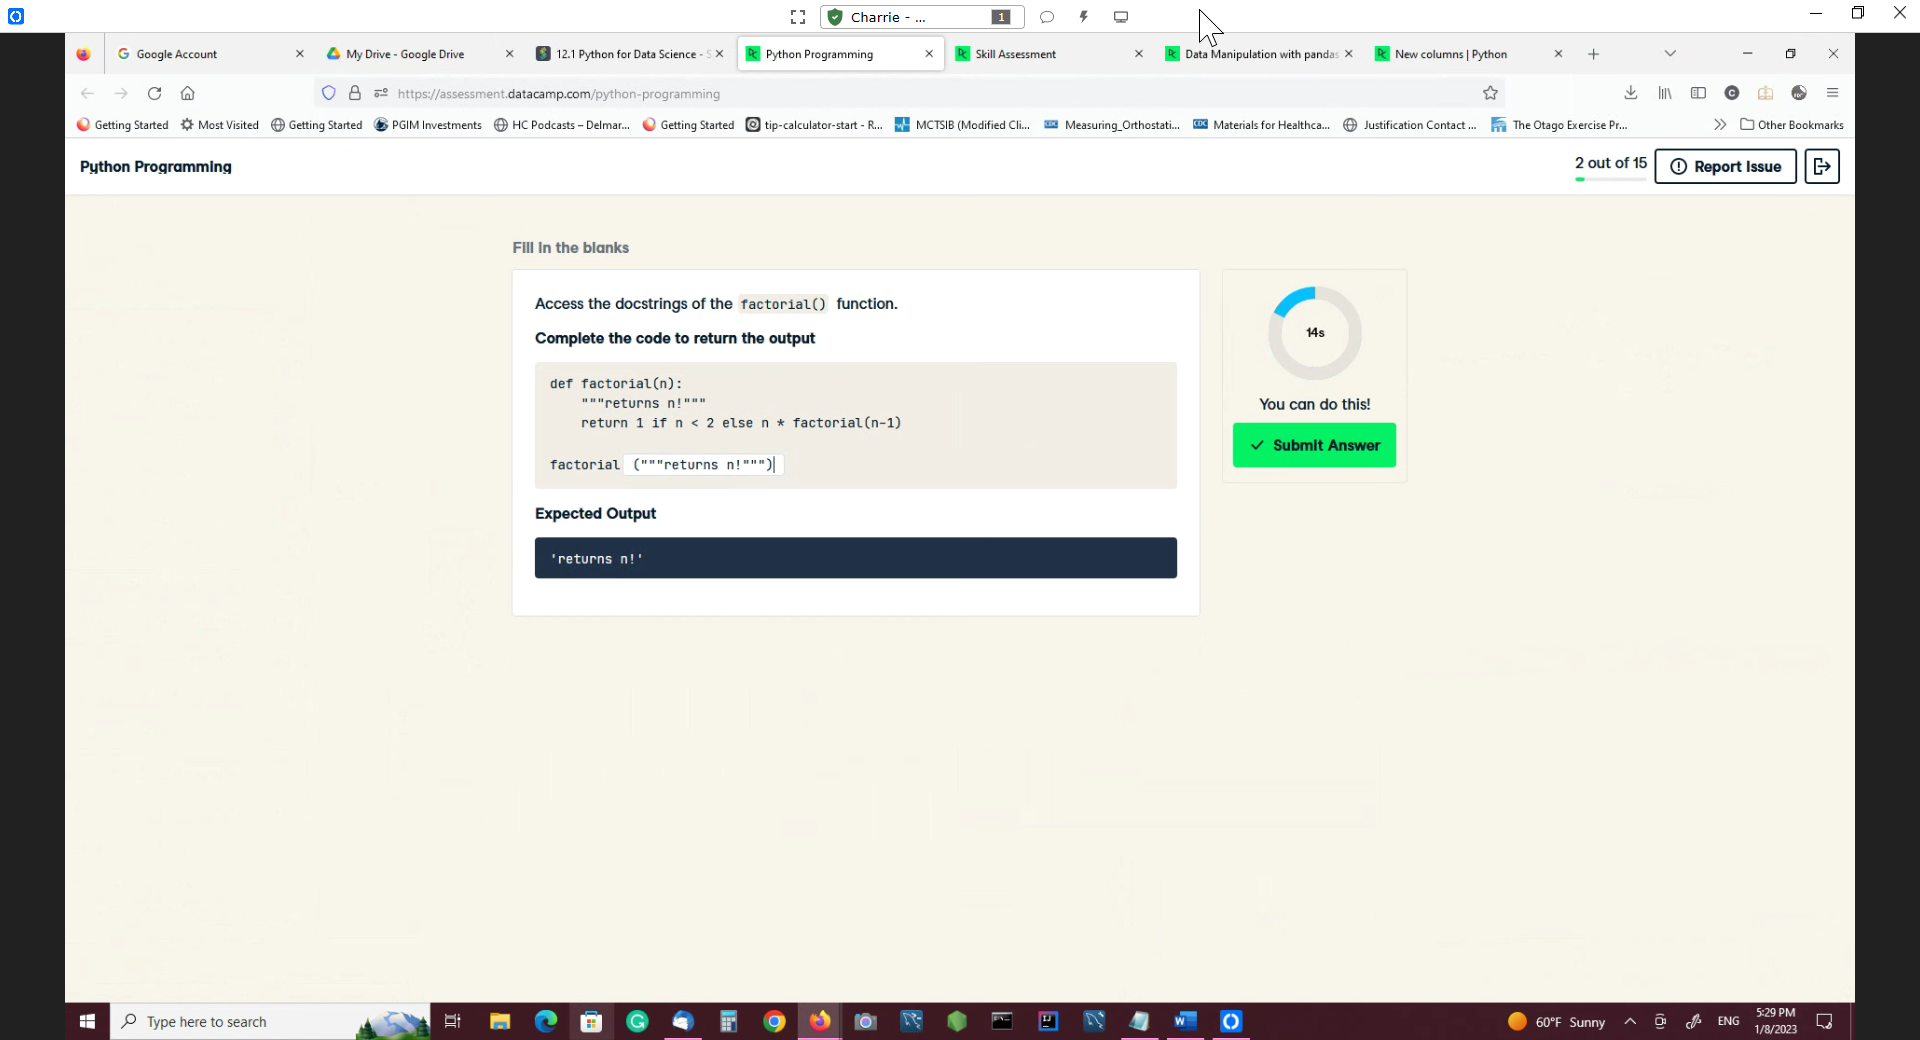 Charrie - ...
1
Google Account
My Drive - Google Drive
12.1 Python for Data Science - S
Python Programming
Skill Assessment
Data Manipulation with pandas
New columns | Python
https://assessment.datacamp.com/python-programming
Getting Started
Most Visited
Getting Started
PGIM Investments
HC Podcasts – Delmar...
Getting Started
tip-calculator-start - R...
MCTSIB (Modified Cli...
Measuring_Orthostati...
Materials for Healthca...
Justification Contact ...
The Otago Exercise Pr...
Other Bookmarks
Python Programming
2 out of 15
Report Issue
Fill in the blanks
Access the docstrings of the factorial() function.
Complete the code to return the output
def factorial(n):
"""returns n!"""
return 1 if n < 2 else n * factorial(n-1)
factorial ("""returns n!""")
Expected Output
'returns n!'
14s
You can do this!
Submit Answer
Type here to search
60°F Sunny
ENG
5:29 PM
1/8/2023